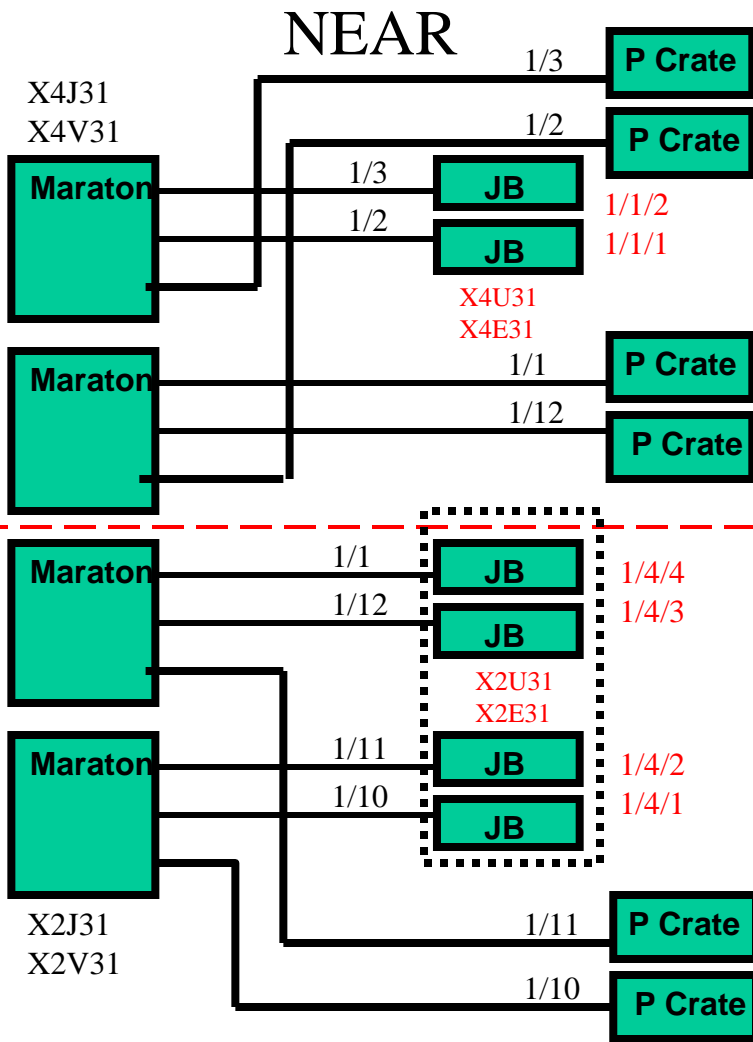 NEAR
1/3
P Crate
X4J31
X4V31
1/2
P Crate
Maraton
1/3
JB
1/1/2
1/2
JB
1/1/1
X4U31
X4E31
Maraton
1/1
P Crate
1/12
P Crate
Maraton
1/1
JB
1/4/4
1/12
JB
1/4/3
X2U31
X2E31
Maraton
1/11
JB
1/4/2
1/10
JB
1/4/1
X2J31
X2V31
1/11
P Crate
1/10
P Crate